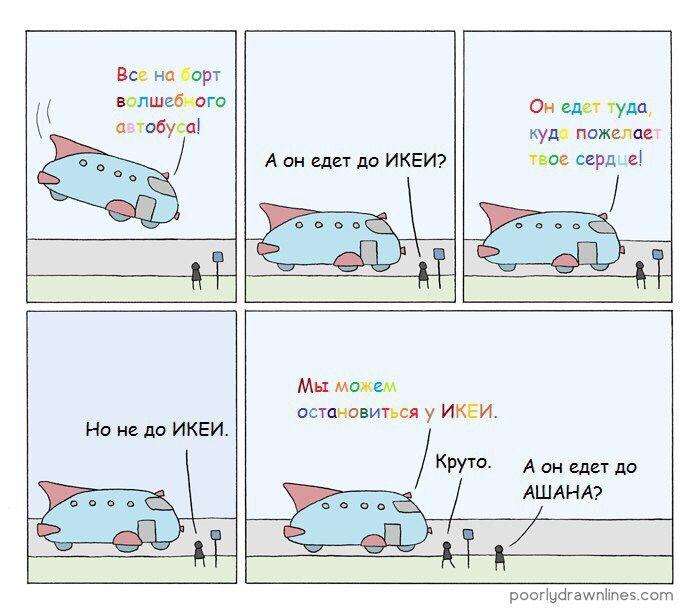 Все на борт
волшебного
автобуса!
А он едет до ИКЕИ?
Он едет туда,
куда пожелает
твое сердце!
Но не до ИКЕИ.
Мы можем
остановиться у ИКЕИ.
Круто.
А он едет до
АШАНА?
poorlydrawnlines.com